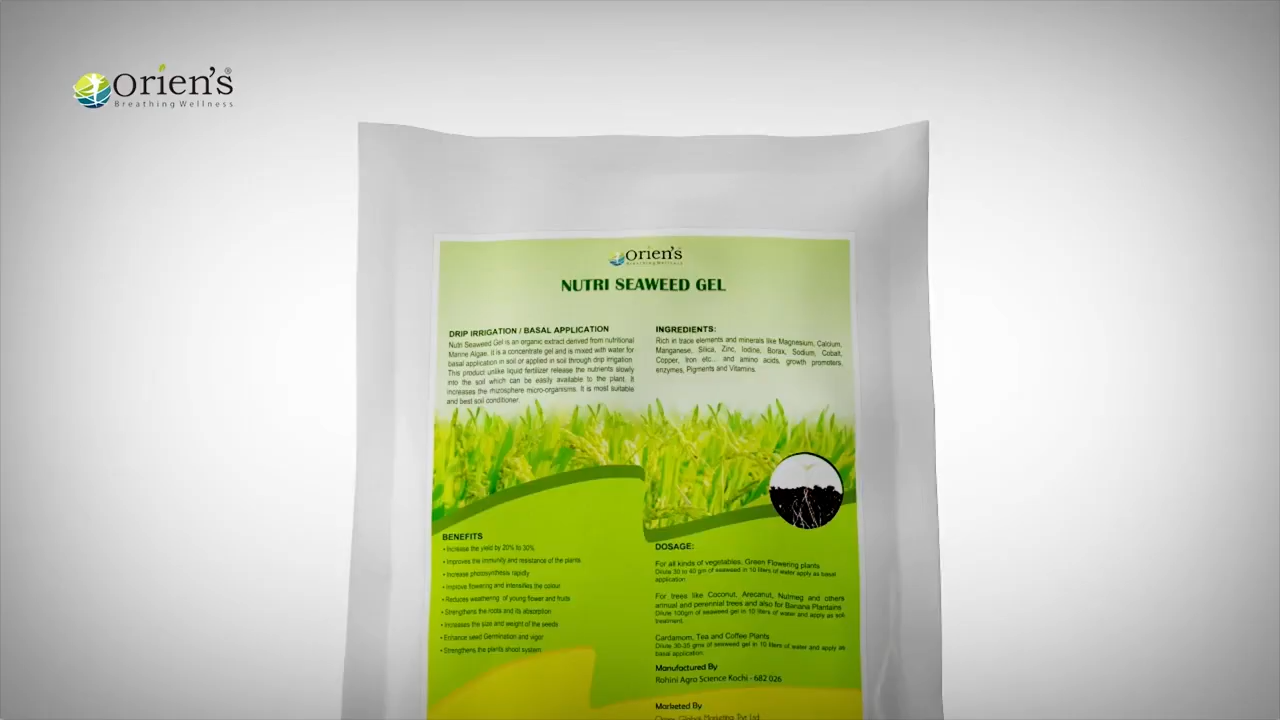 Orien's®
Breathing Wellness
Orien's
Breathing Wellness
NUTRI SEAWEED GEL
DRIP IRRIGATION / BASAL APPLICATION
Nutri Seaweed Gel is an organic extract derived from nutritional
Marine Algae. It is a concentrate gel and is mixed with water for
basal application in soil or applied in soil through drip irrigation.
This product unlike liquid fertilizer release the nutrients slowly
into the soil which can be easily available to the plant. It
increases the rhizosphere micro-organisms. It is most suitable
and best soil conditioner.
INGREDIENTS:
Rich in trace elements and minerals like Magnesium, Calcium,
Manganese, Silica, Zinc, Iodine, Borax, Sodium, Cobalt,
Copper, Iron etc... and amino acids, growth promoters,
enzymes, Pigments and Vitamins.
BENEFITS
• Increase the yield by 20% to 30%
• Improves the immunity and resistance of the plants
• Increase photosynthesis rapidly
• Improve flowering and intensifies the colour
• Reduces weathering of young flower and fruits
• Strengthens the roots and its absorption
• Increases the size and weight of the seeds
• Enhance seed Germination and vigor
• Strengthens the plants shoot system
DOSAGE:
For all kinds of vegetables, Green Flowering plants
Dilute 30 to 40 gm of seaweed in 10 liters of water apply as basal
application
For trees like Coconut, Arecanut, Nutmeg and others
annual and perennial trees and also for Banana Plantains
Dilute 100gm of seaweed gel in 10 liters of water and apply as soil
treatment.
Cardamom, Tea and Coffee Plants
Dilute 30-35 gms of seaweed gel in 10 liters of water and apply as
basal application.
Manufactured By
Rohini Agro Science Kochi - 682 026
Marketed By
Oriens Global Marketing Pvt Ltd